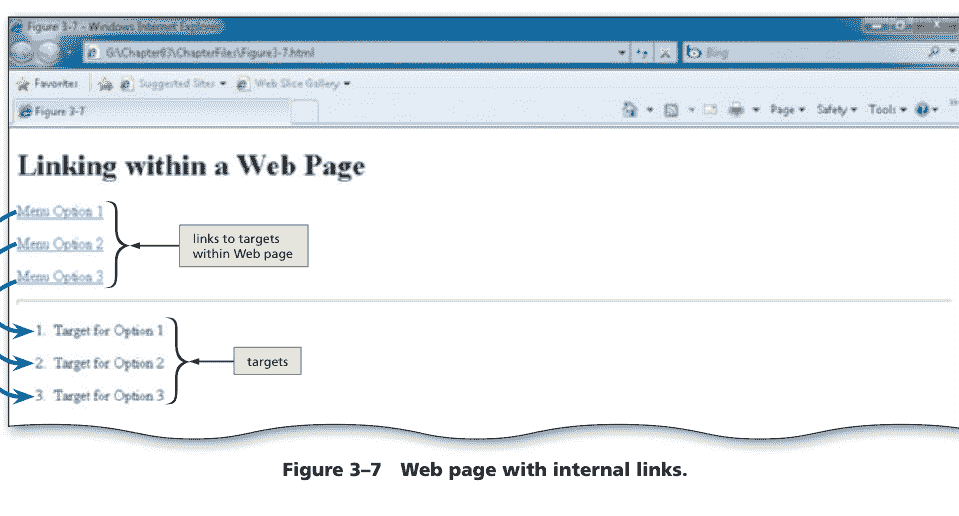 Figure 3-7 - Windows Internet Explorer
G:\Chapter03\ChapterFiles\Figure3-7.html
Bing
Favorites Suggested Sites Web Slice Gallery
Figure 3-7 Page Safety Tools
Linking within a Web Page
Menu Option 1
Menu Option 2
Menu Option 3
links to targets
within Web page
1. Target for Option 1
2. Target for Option 2
3. Target for Option 3
targets
Figure 3–7 Web page with internal links.